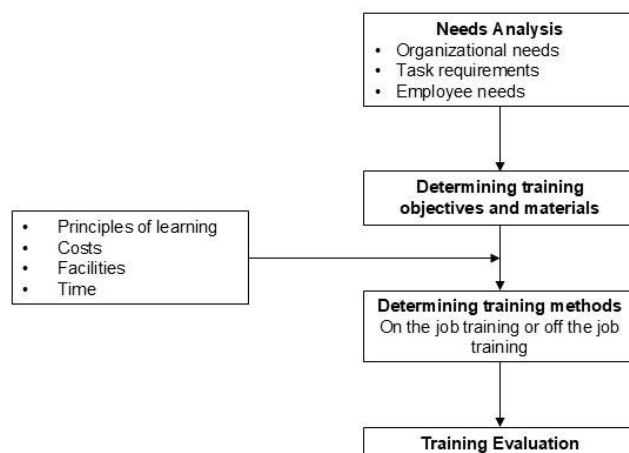 Needs Analysis
• Organizational needs
• Task requirements
• Employee needs
Determining training
objectives and materials
• Principles of learning
• Costs
• Facilities
• Time
Determining training methods
On the job training or off the job
training
Training Evaluation